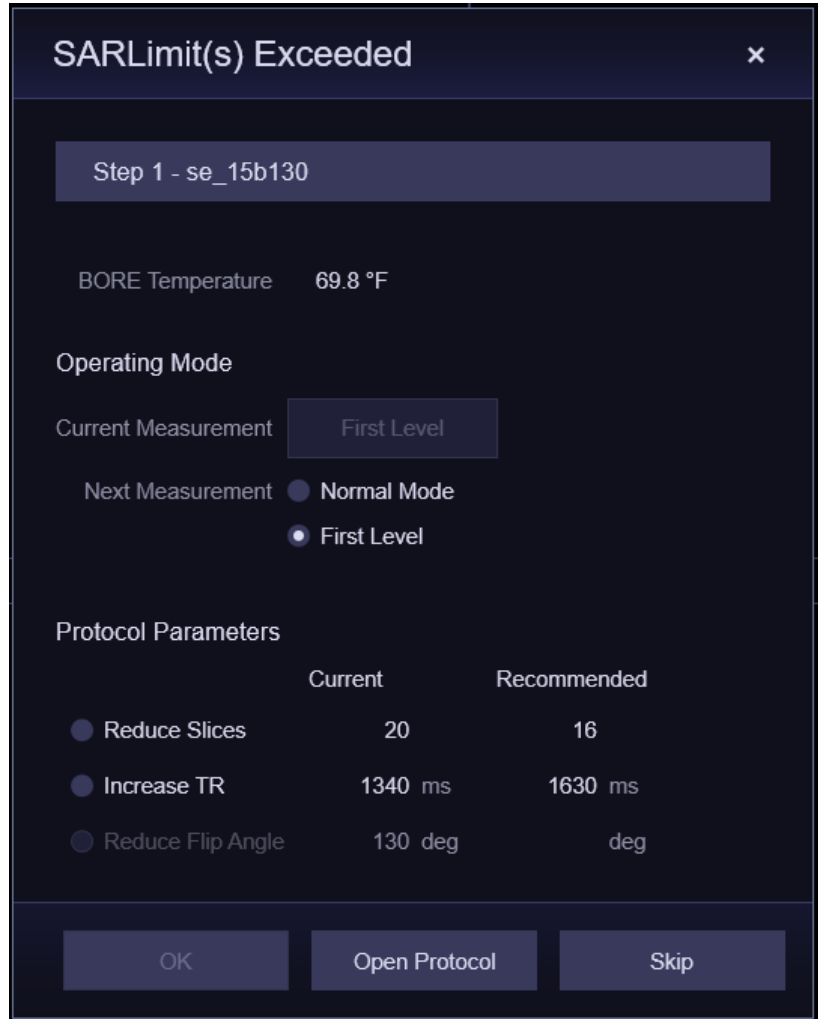 SARLimit(s) Exceeded ×
Step 1 - se_15b130
BORE Temperature 69.8 °F
Operating Mode
Current Measurement First Level
Next Measurement Normal Mode
First Level
Protocol Parameters
Current Recommended
Reduce Slices 20 16
Increase TR 1340 ms 1630 ms
Reduce Flip Angle 130 deg deg
OK Open Protocol Skip